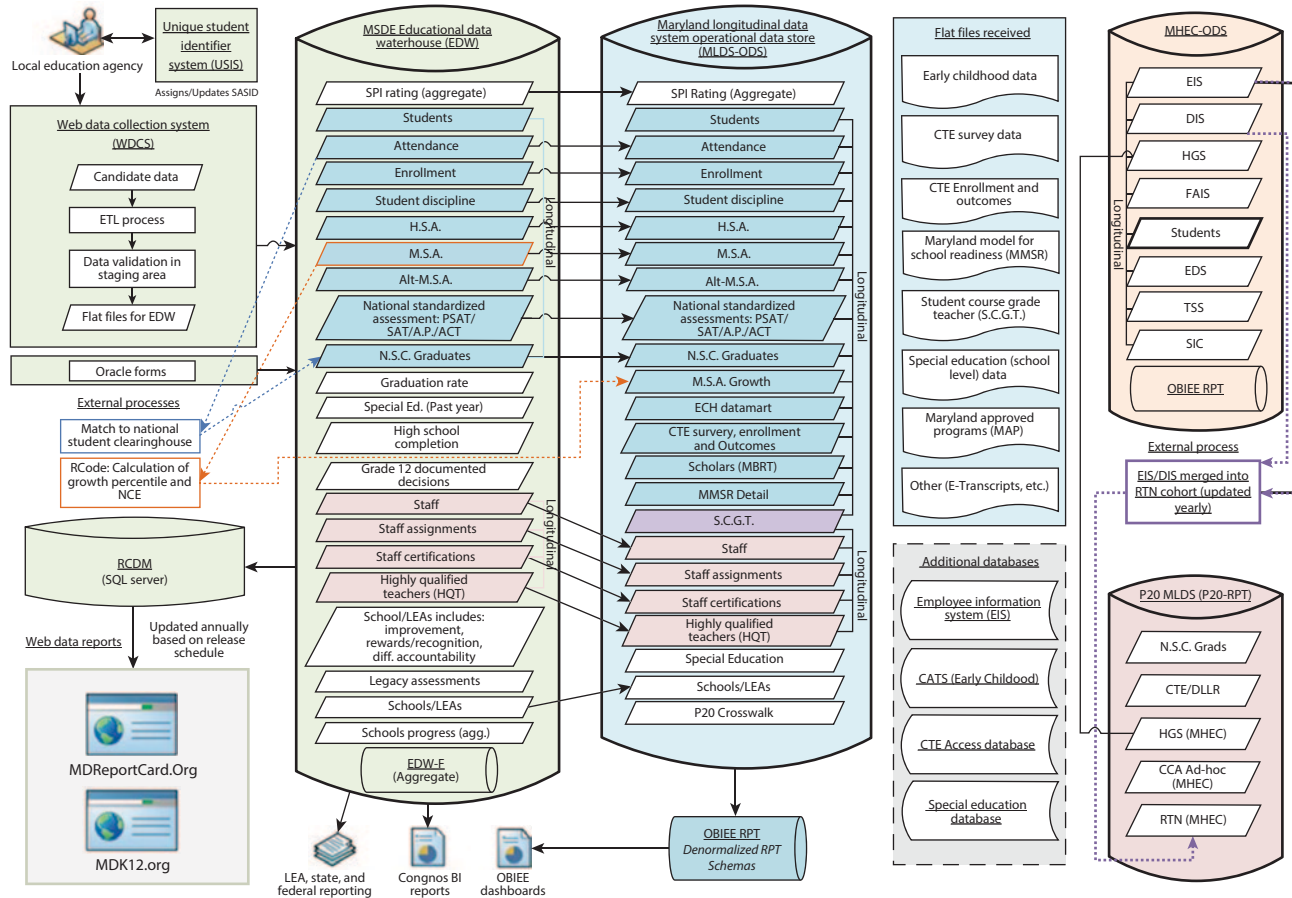 Unique student
identifier
system (USIS)
Local education agency
Assigns/Updates SASID
Web data collection system
(WDCS)
Candidate data
ETL process
Data validation in
staging area
Flat files for EDW
Oracle forms
External processes
Match to national
student clearinghouse
RCode: Calculation of
growth percentile and
NCE
RCDM
(SQL server)
Web data reports
Updated annually
based on release
schedule
MDReportCard.Org
MDK12.org
MSDE Educational data
waterhouse (EDW)
SPI rating (aggregate)
Students
Attendance
Enrollment
Student discipline
H.S.A.
M.S.A.
Alt-M.S.A.
National standardized
assessment: PSAT/
SAT/A.P./ACT
N.S.C. Graduates
Graduation rate
Special Ed. (Past year)
High school
completion
Grade 12 documented
decisions
Staff
Staff assignments
Staff certifications
Highly qualified
teachers (HQT)
School/LEAs includes:
improvement,
rewards/recognition,
diff. accountability
Legacy assessments
Schools/LEAs
Schools progress (agg.)
EDW-F
(Aggregate)
Longitudinal
Longitudinal
LEA, state, and
federal reporting
Congnos BI
reports
OBIEE
dashboards
Maryland longitudinal data
system operational data store
(MLDS-ODS)
SPI Rating (Aggregate)
Students
Attendance
Enrollment
Student discipline
H.S.A.
M.S.A.
Alt-M.S.A.
National standardized
assessments: PSAT/
SAT/A.P./ACT
N.S.C. Graduates
M.S.A. Growth
ECH datamart
CTE survery, enrollment
and Outcomes
Scholars (MBRT)
MMSR Detail
S.C.G.T.
Staff
Staff assignments
Staff certifications
Highly qualified
teachers (HQT)
Special Education
Schools/LEAs
P20 Crosswalk
Longitudinal
Longitudinal
OBIEE RPT
Denormalized RPT
Schemas
Flat files received
Early childhood data
CTE survey data
CTE Enrollment and
outcomes
Maryland model for
school readiness (MMSR)
Student course grade
teacher (S.C.G.T.)
Special education (school
level) data
Maryland approved
programs (MAP)
Other (E-Transcripts, etc.)
Additional databases
Employee information
system (EIS)
CATS (Early Childood)
CTE Access database
Special education
database
MHEC-ODS
EIS
DIS
HGS
FAIS
Students
EDS
TSS
SIC
Longitudinal
OBIEE RPT
External process
EIS/DIS merged into
RTN cohort (updated
yearly)
P20 MLDS (P20-RPT)
N.S.C. Grads
CTE/DLLR
HGS (MHEC)
CCA Ad-hoc
(MHEC)
RTN (MHEC)